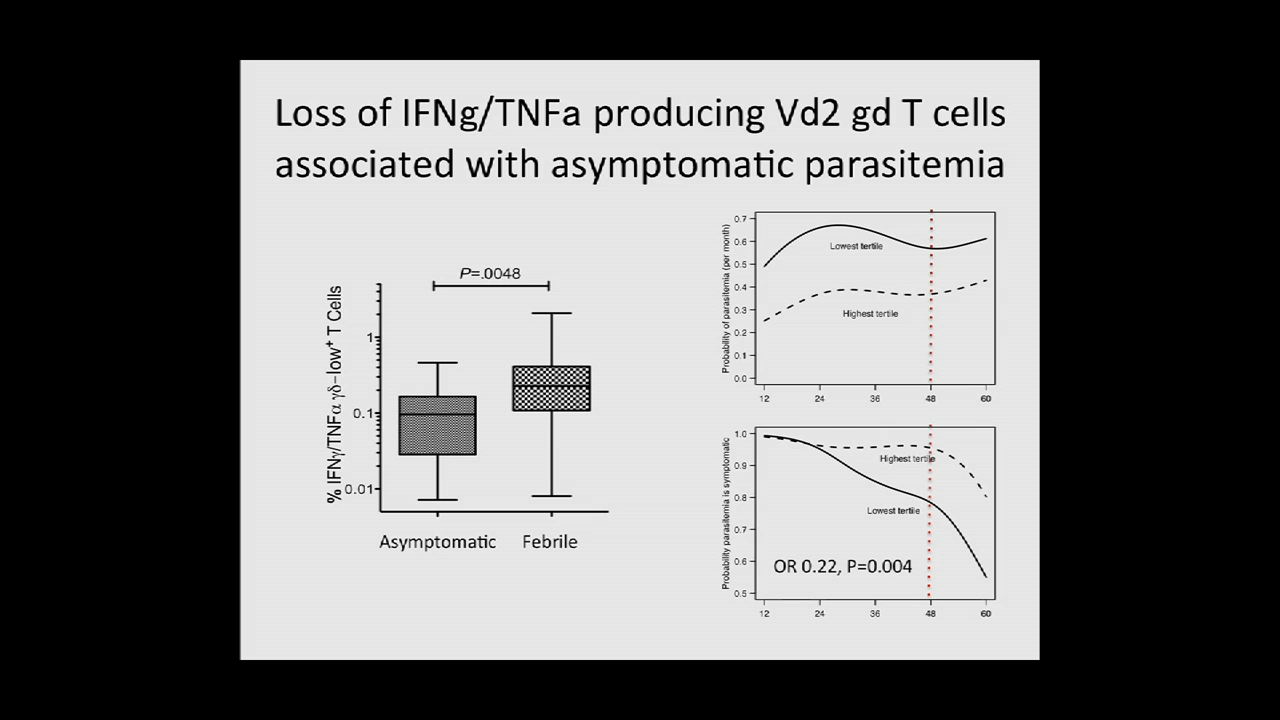 Loss of IFNg/TNFa producing Vd2 gd T cells
associated with asymptomatic parasitemia
P=.0048
% IFNγ/TNFα γδ-low⁺ T Cells
1
0.1
0.01
Asymptomatic Febrile
Probability of parasitemia (per month)
0.7
0.6
0.5
0.4
0.3
0.2
0.1
0.0
Lowest tertile
Highest tertile
12 24 36 48 60
Probability parasitemia is symptomatic
1.0
0.9
0.8
0.7
0.6
0.5
Highest tertile
Lowest tertile
OR 0.22, P=0.004
12 24 36 48 60